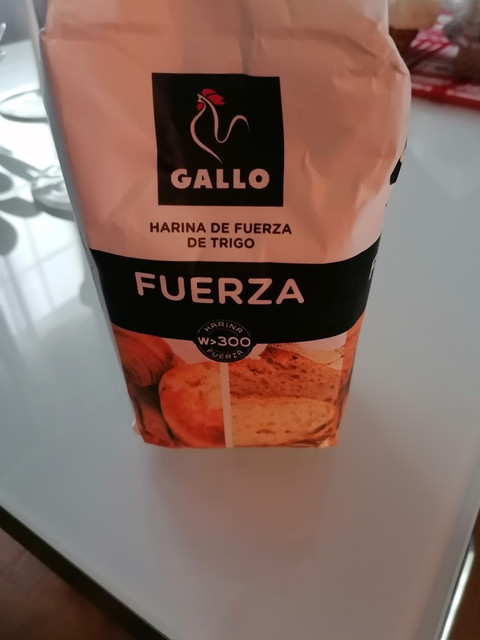 GALLO
HARINA DE FUERZA
DE TRIGO
FUERZA
HARINA
W>300
FUERZA